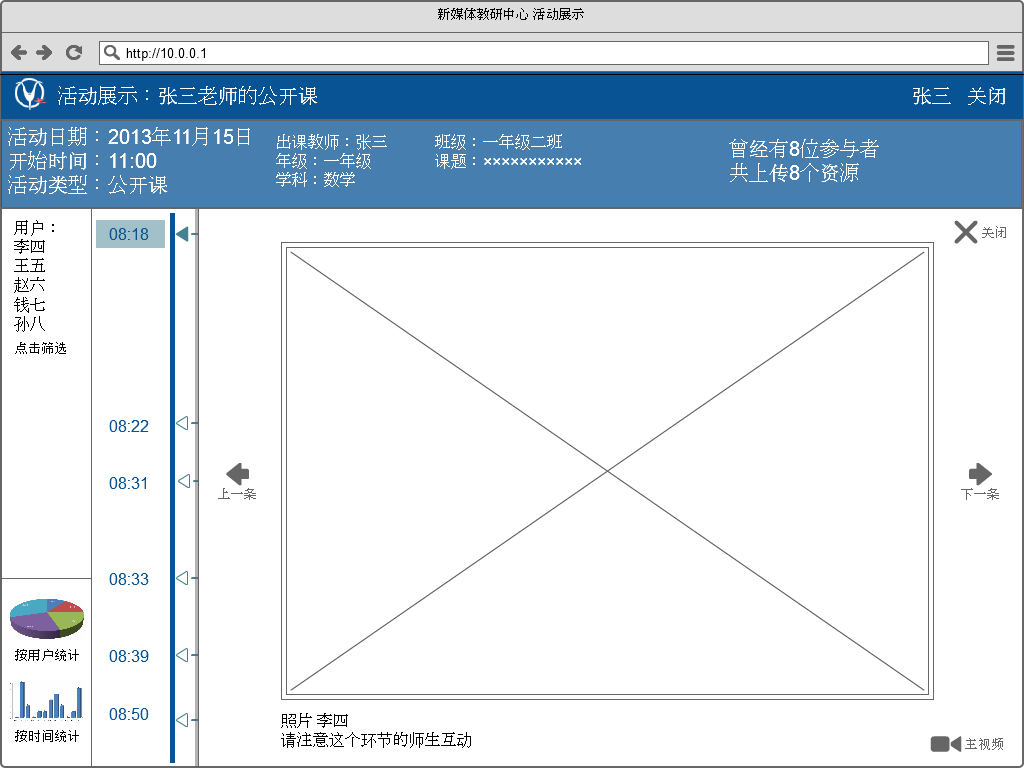 新媒体教研中心 活动展示
http://10.0.0.1
活动展示：张三老师的公开课
张三 关闭
活动日期：2013年11月15日
开始时间：11:00
活动类型：公开课
出课教师：张三
年级：一年级
学科：数学
班级：一年级二班
课题：×××××××××××
曾经有8位参与者
共上传8个资源
用户：
李四
王五
赵六
钱七
孙八
点击筛选
按用户统计
按时间统计
08:18
08:22
08:31
08:33
08:39
08:50
关闭
上一条
下一条
照片 李四
请注意这个环节的师生互动
主视频